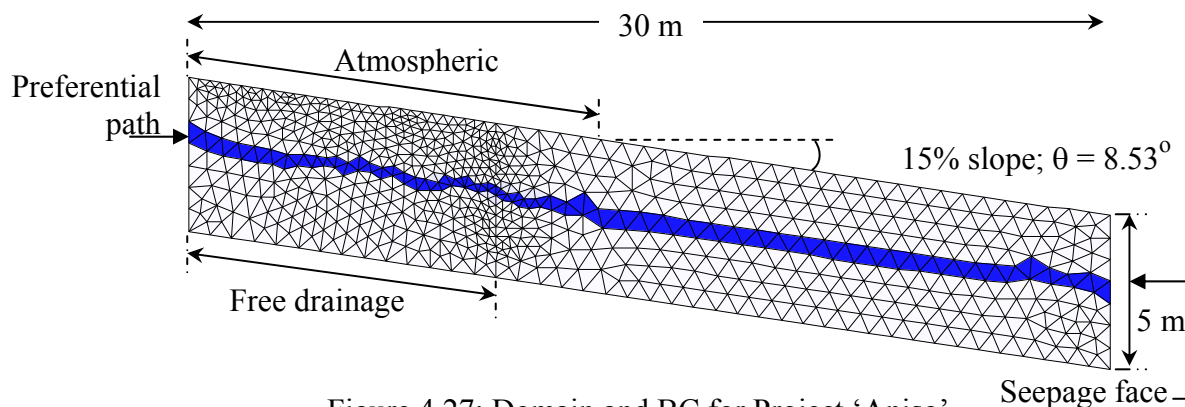 30 m
Atmospheric
Preferential
path
15% slope; θ = 8.53°
Free drainage
5 m
Seepage face
Figure 4.27: Domain and BC for Project ‘Aniso’